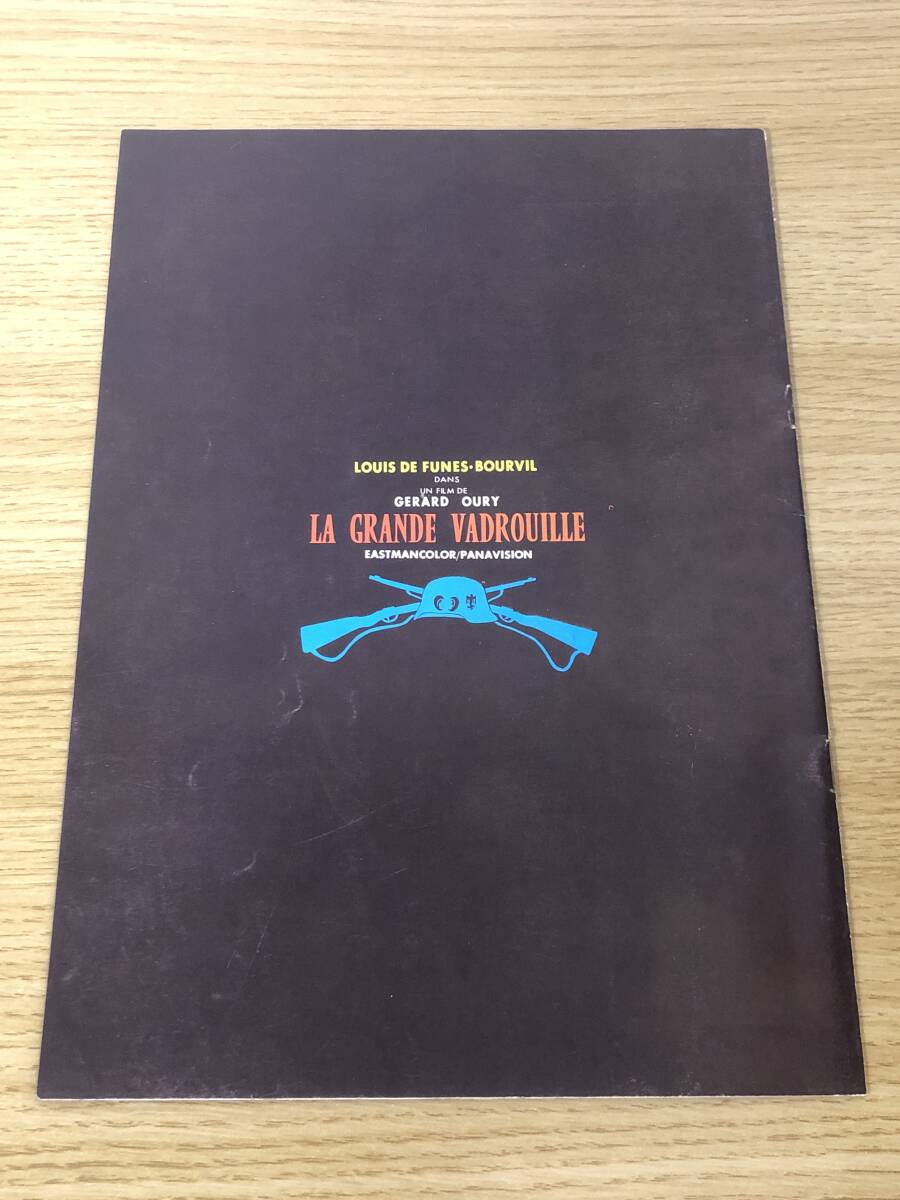 LOUIS DE FUNES·BOURVIL
DANS
UN FILM DE
GERARD OURY
LA GRANDE VADROUILLE
EASTMANCOLOR/PANAVISION